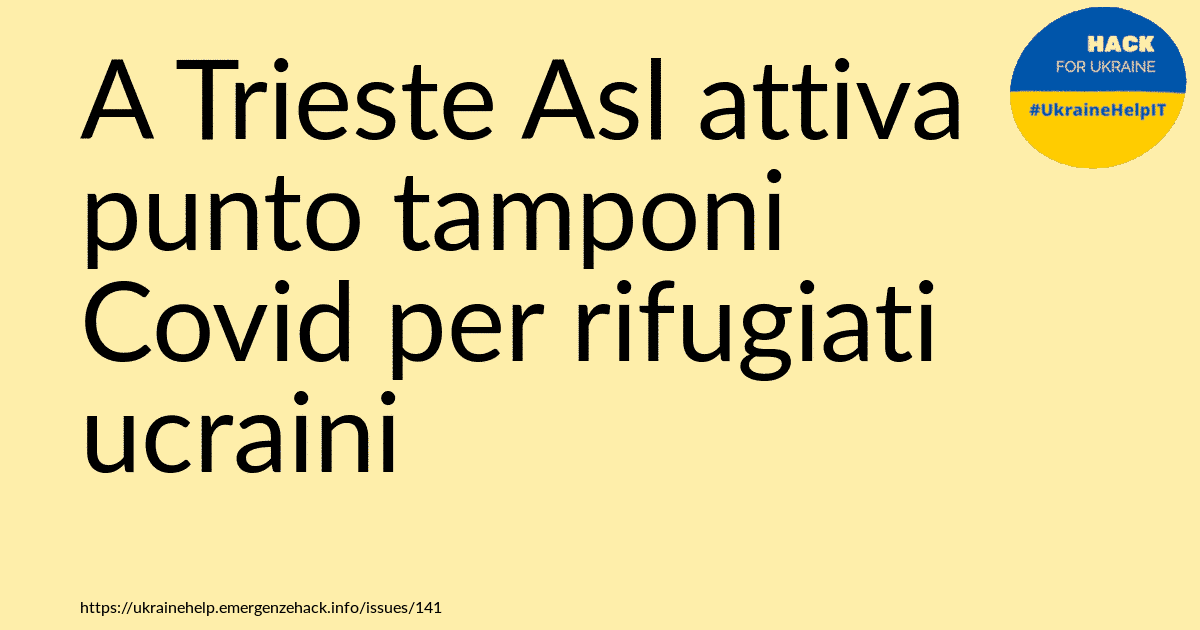 A Trieste Asl attiva
punto tamponi
Covid per rifugiati
ucraini
HACK
FOR UKRAINE
#UkraineHelpIT
https://ukrainehelp.emergenzehack.info/issues/141